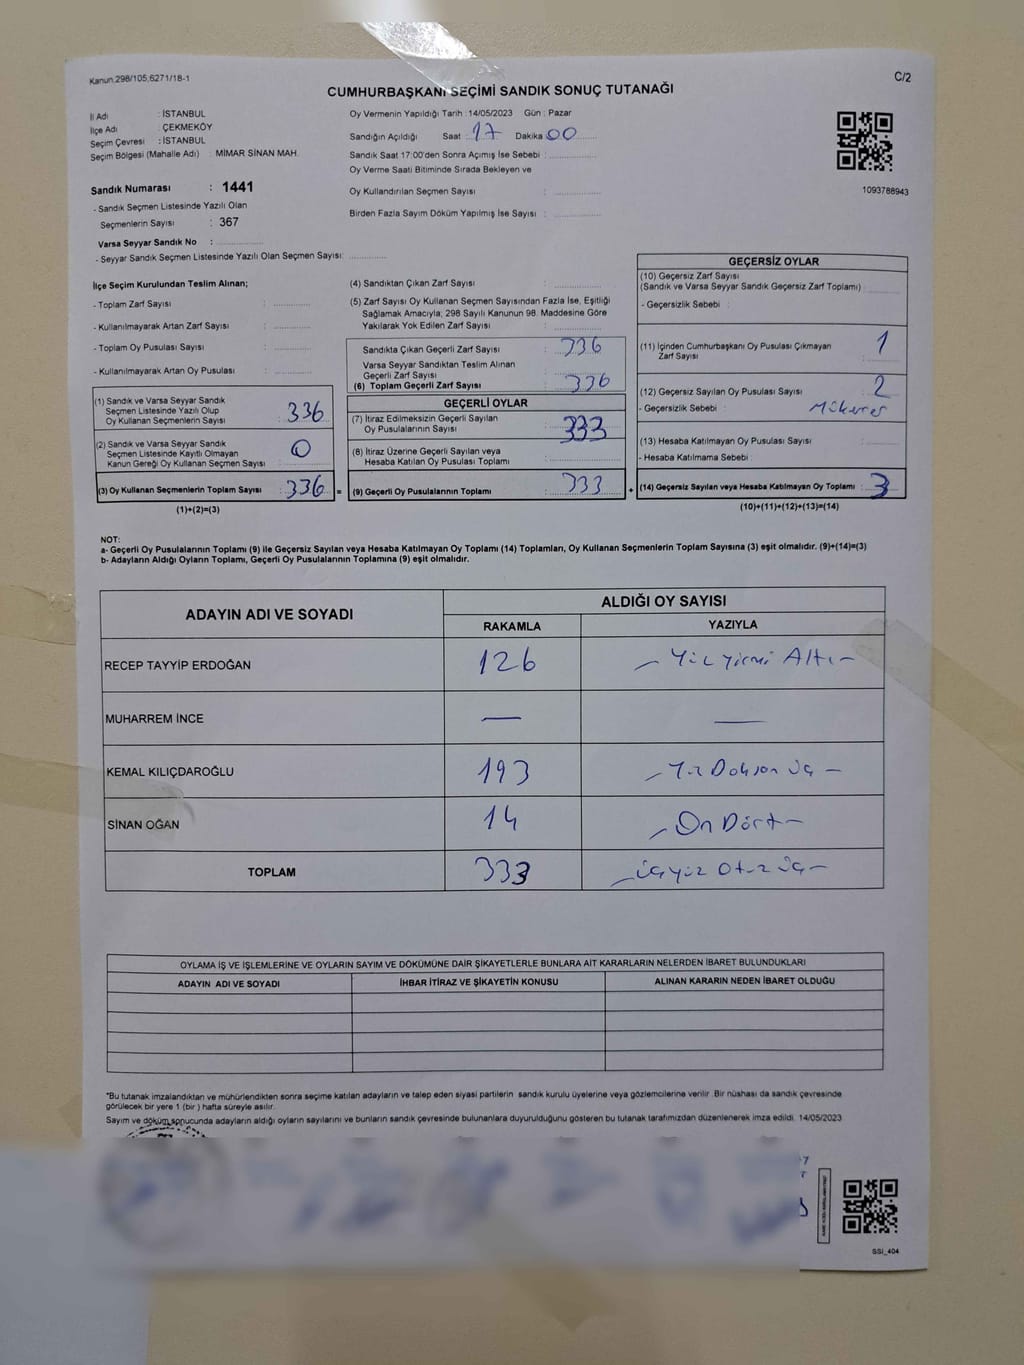 Kanun.298/105,6271/18-1
C/2
CUMHURBAŞKANI SEÇİMİ SANDIK SONUÇ TUTANAĞI
İl Adı : İSTANBUL
İlçe Adı : ÇEKMEKÖY
Seçim Çevresi : İSTANBUL
Seçim Bölgesi (Mahalle Adı) : MİMAR SİNAN MAH.
Sandık Numarası : 1441
- Sandık Seçmen Listesinde Yazılı Olan
Seçmenlerin Sayısı : 367
Varsa Seyyar Sandık No :
- Seyyar Sandık Seçmen Listesinde Yazılı Olan Seçmen Sayısı:
Oy Vermenin Yapıldığı Tarih : 14/05/2023 Gün : Pazar
Sandığın Açıldığı Saat : 17 Dakika : 00
Sandık Saat 17:00'den Sonra Açımış İse Sebebi :
Oy Verme Saati Bitiminde Sırada Bekleyen ve
Oy Kullandırılan Seçmen Sayısı :
Birden Fazla Sayım Döküm Yapılmış İse Sayısı :
1093788943
İlçe Seçim Kurulundan Teslim Alınan;
- Toplam Zarf Sayısı :
- Kullanılmayarak Artan Zarf Sayısı :
- Toplam Oy Pusulası Sayısı :
- Kullanılmayarak Artan Oy Pusulası :
(1) Sandık ve Varsa Seyyar Sandık
Seçmen Listesinde Yazılı Olup
Oy Kullanan Seçmenlerin Sayısı : 336
(2) Sandık ve Varsa Seyyar Sandık
Seçmen Listesinde Kayıtlı Olmayan
Kanun Gereği Oy Kullanan Seçmen Sayısı : 0
(3) Oy Kullanan Seçmenlerin Toplam Sayısı : 336
(1)+(2)=(3)
(4) Sandıktan Çıkan Zarf Sayısı :
(5) Zarf Sayısı Oy Kullanan Seçmen Sayısından Fazla İse, Eşitliği
Sağlamak Amacıyla; 298 Sayılı Kanunun 98. Maddesine Göre
Yakılarak Yok Edilen Zarf Sayısı :
Sandıkta Çıkan Geçerli Zarf Sayısı : 336
Varsa Seyyar Sandıktan Teslim Alınan
Geçerli Zarf Sayısı :
(6) Toplam Geçerli Zarf Sayısı : 336
GEÇERLİ OYLAR
(7) İtiraz Edilmeksizin Geçerli Sayılan
Oy Pusulalarının Sayısı : 333
(8) İtiraz Üzerine Geçerli Sayılan veya
Hesaba Katılan Oy Pusulası Toplamı :
= (9) Geçerli Oy Pusulalarının Toplamı : 333
GEÇERSİZ OYLAR
(10) Geçersiz Zarf Sayısı
(Sandık ve Varsa Seyyar Sandık Geçersiz Zarf Toplamı) :
- Geçersizlik Sebebi :
(11) İçinden Cumhurbaşkanı Oy Pusulası Çıkmayan
Zarf Sayısı : 1
(12) Geçersiz Sayılan Oy Pusulası Sayısı : 2
- Geçersizlik Sebebi : Mükerrer
(13) Hesaba Katılmayan Oy Pusulası Sayısı :
- Hesaba Katılmama Sebebi :
+ (14) Geçersiz Sayılan veya Hesaba Katılmayan Oy Toplamı : 3
(10)+(11)+(12)+(13)=(14)
NOT:
a- Geçerli Oy Pusulalarının Toplamı (9) ile Geçersiz Sayılan veya Hesaba Katılmayan Oy Toplamı (14) Toplamları, Oy Kullanan Seçmenlerin Toplam Sayısına (3) eşit olmalıdır. (9)+(14)=(3)
b- Adayların Aldığı Oyların Toplamı, Geçerli Oy Pusulalarının Toplamına (9) eşit olmalıdır.
ADAYIN ADI VE SOYADI
ALDIĞI OY SAYISI
RAKAMLA YAZIYLA
RECEP TAYYİP ERDOĞAN 126 – Yüz Yirmi Altı –
MUHARREM İNCE — —
KEMAL KILIÇDAROĞLU 193 – Yüz Doksan Üç –
SİNAN OĞAN 14 – On Dört –
TOPLAM 333 – Üçyüz Otuz Üç –
OYLAMA İŞ VE İŞLEMLERİNE VE OYLARIN SAYIM VE DÖKÜMÜNE DAİR ŞİKAYETLERLE BUNLARA AİT KARARLARIN NELERDEN İBARET BULUNDUKLARI
ADAYIN ADI VE SOYADI İHBAR İTİRAZ VE ŞİKAYETİN KONUSU ALINAN KARARIN NEDEN İBARET OLDUĞU
*Bu tutanak imzalandıktan ve mühürlendikten sonra seçime katılan adayların ve talep eden siyasi partilerin sandık kurulu üyelerine veya gözlemcilerine verilir. Bir nüshası da sandık çevresinde
görülecek bir yere 1 (bir ) hafta süreyle asılır.
Sayım ve döküm sonucunda adayların aldığı oyların sayılarını ve bunların sandık çevresinde bulunanlara duyurulduğunu gösteren bu tutanak tarafımızdan düzenlenerek imza edildi. 14/05/2023
SSİ_404